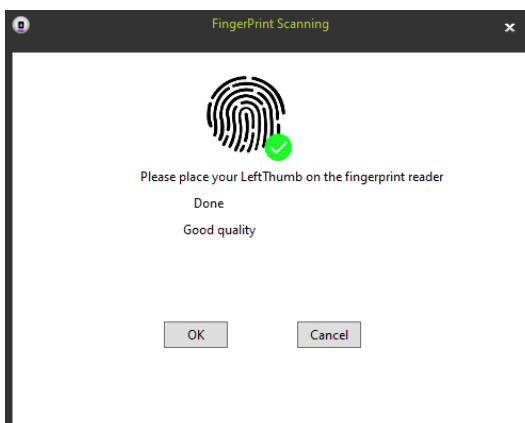 FingerPrint Scanning
Please place your LeftThumb on the fingerprint reader
Done
Good quality
OK
Cancel